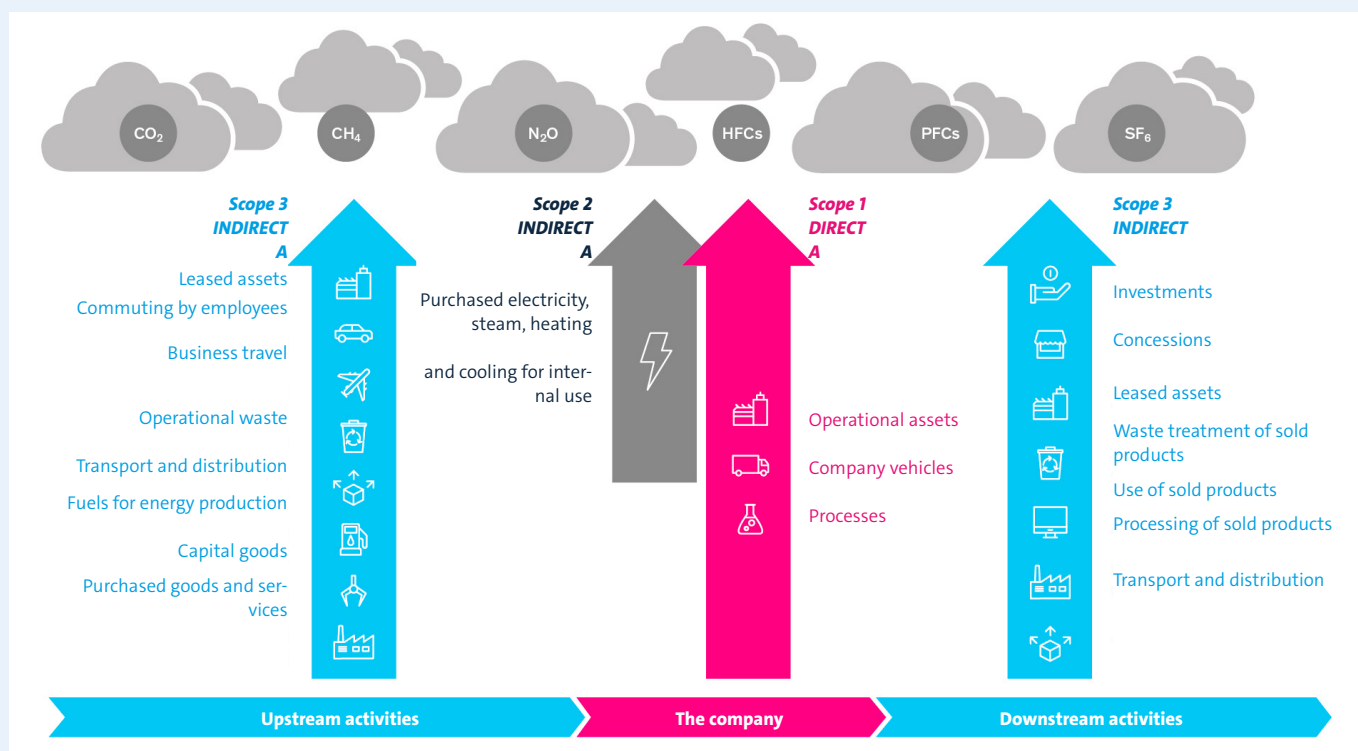 CO₂
CH₄
N₂O
HFCs
PFCs
SF₆
Scope 3
INDIRECT
A
Leased assets
Commuting by employees
Business travel
Operational waste
Transport and distribution
Fuels for energy production
Capital goods
Purchased goods and ser-
vices
Scope 2
INDIRECT
A
Purchased electricity,
steam, heating
and cooling for inter-
nal use
Scope 1
DIRECT
A
Operational assets
Company vehicles
Processes
Scope 3
INDIRECT
Investments
Concessions
Leased assets
Waste treatment of sold
products
Use of sold products
Processing of sold products
Transport and distribution
Upstream activities
The company
Downstream activities